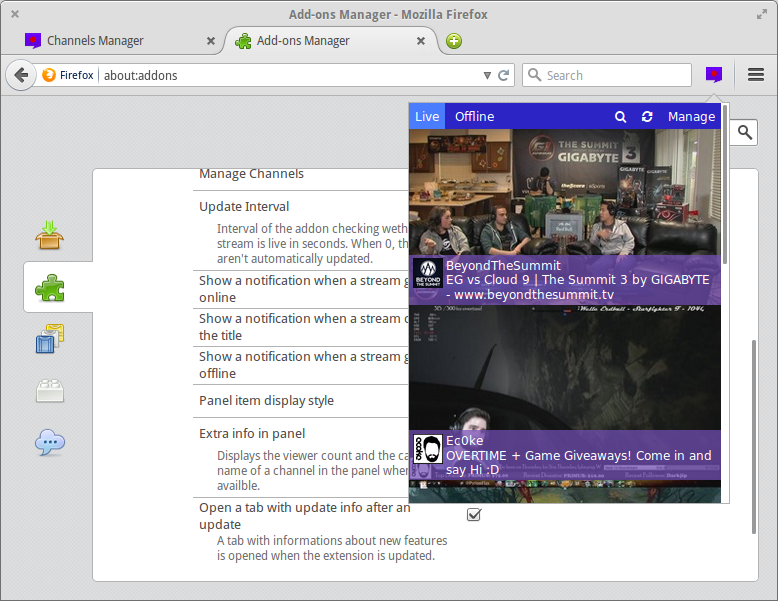 Add-ons Manager - Mozilla Firefox
Channels Manager
Add-ons Manager
Firefox
about:addons
Search
Live
Offline
Manage
Manage Channels
Update Interval
Interval of the addon checking weth
stream is live in seconds. When 0, th
aren't automatically updated.
Show a notification when a stream g
online
Show a notification when a stream c
the title
Show a notification when a stream g
offline
Panel item display style
Extra info in panel
Displays the viewer count and the ca
name of a channel in the panel when
availble.
Open a tab with update info after an
update
A tab with informations about new features
is opened when the extension is updated.
THE SUMMIT
GIGABYTE
3
BEYOND
THE SUMMIT
BeyondTheSummit
EG vs Cloud 9 | The Summit 3 by GIGABYTE
- www.beyondthesummit.tv
Ec0ke
OVERTIME + Game Giveaways! Come in and
say Hi :D